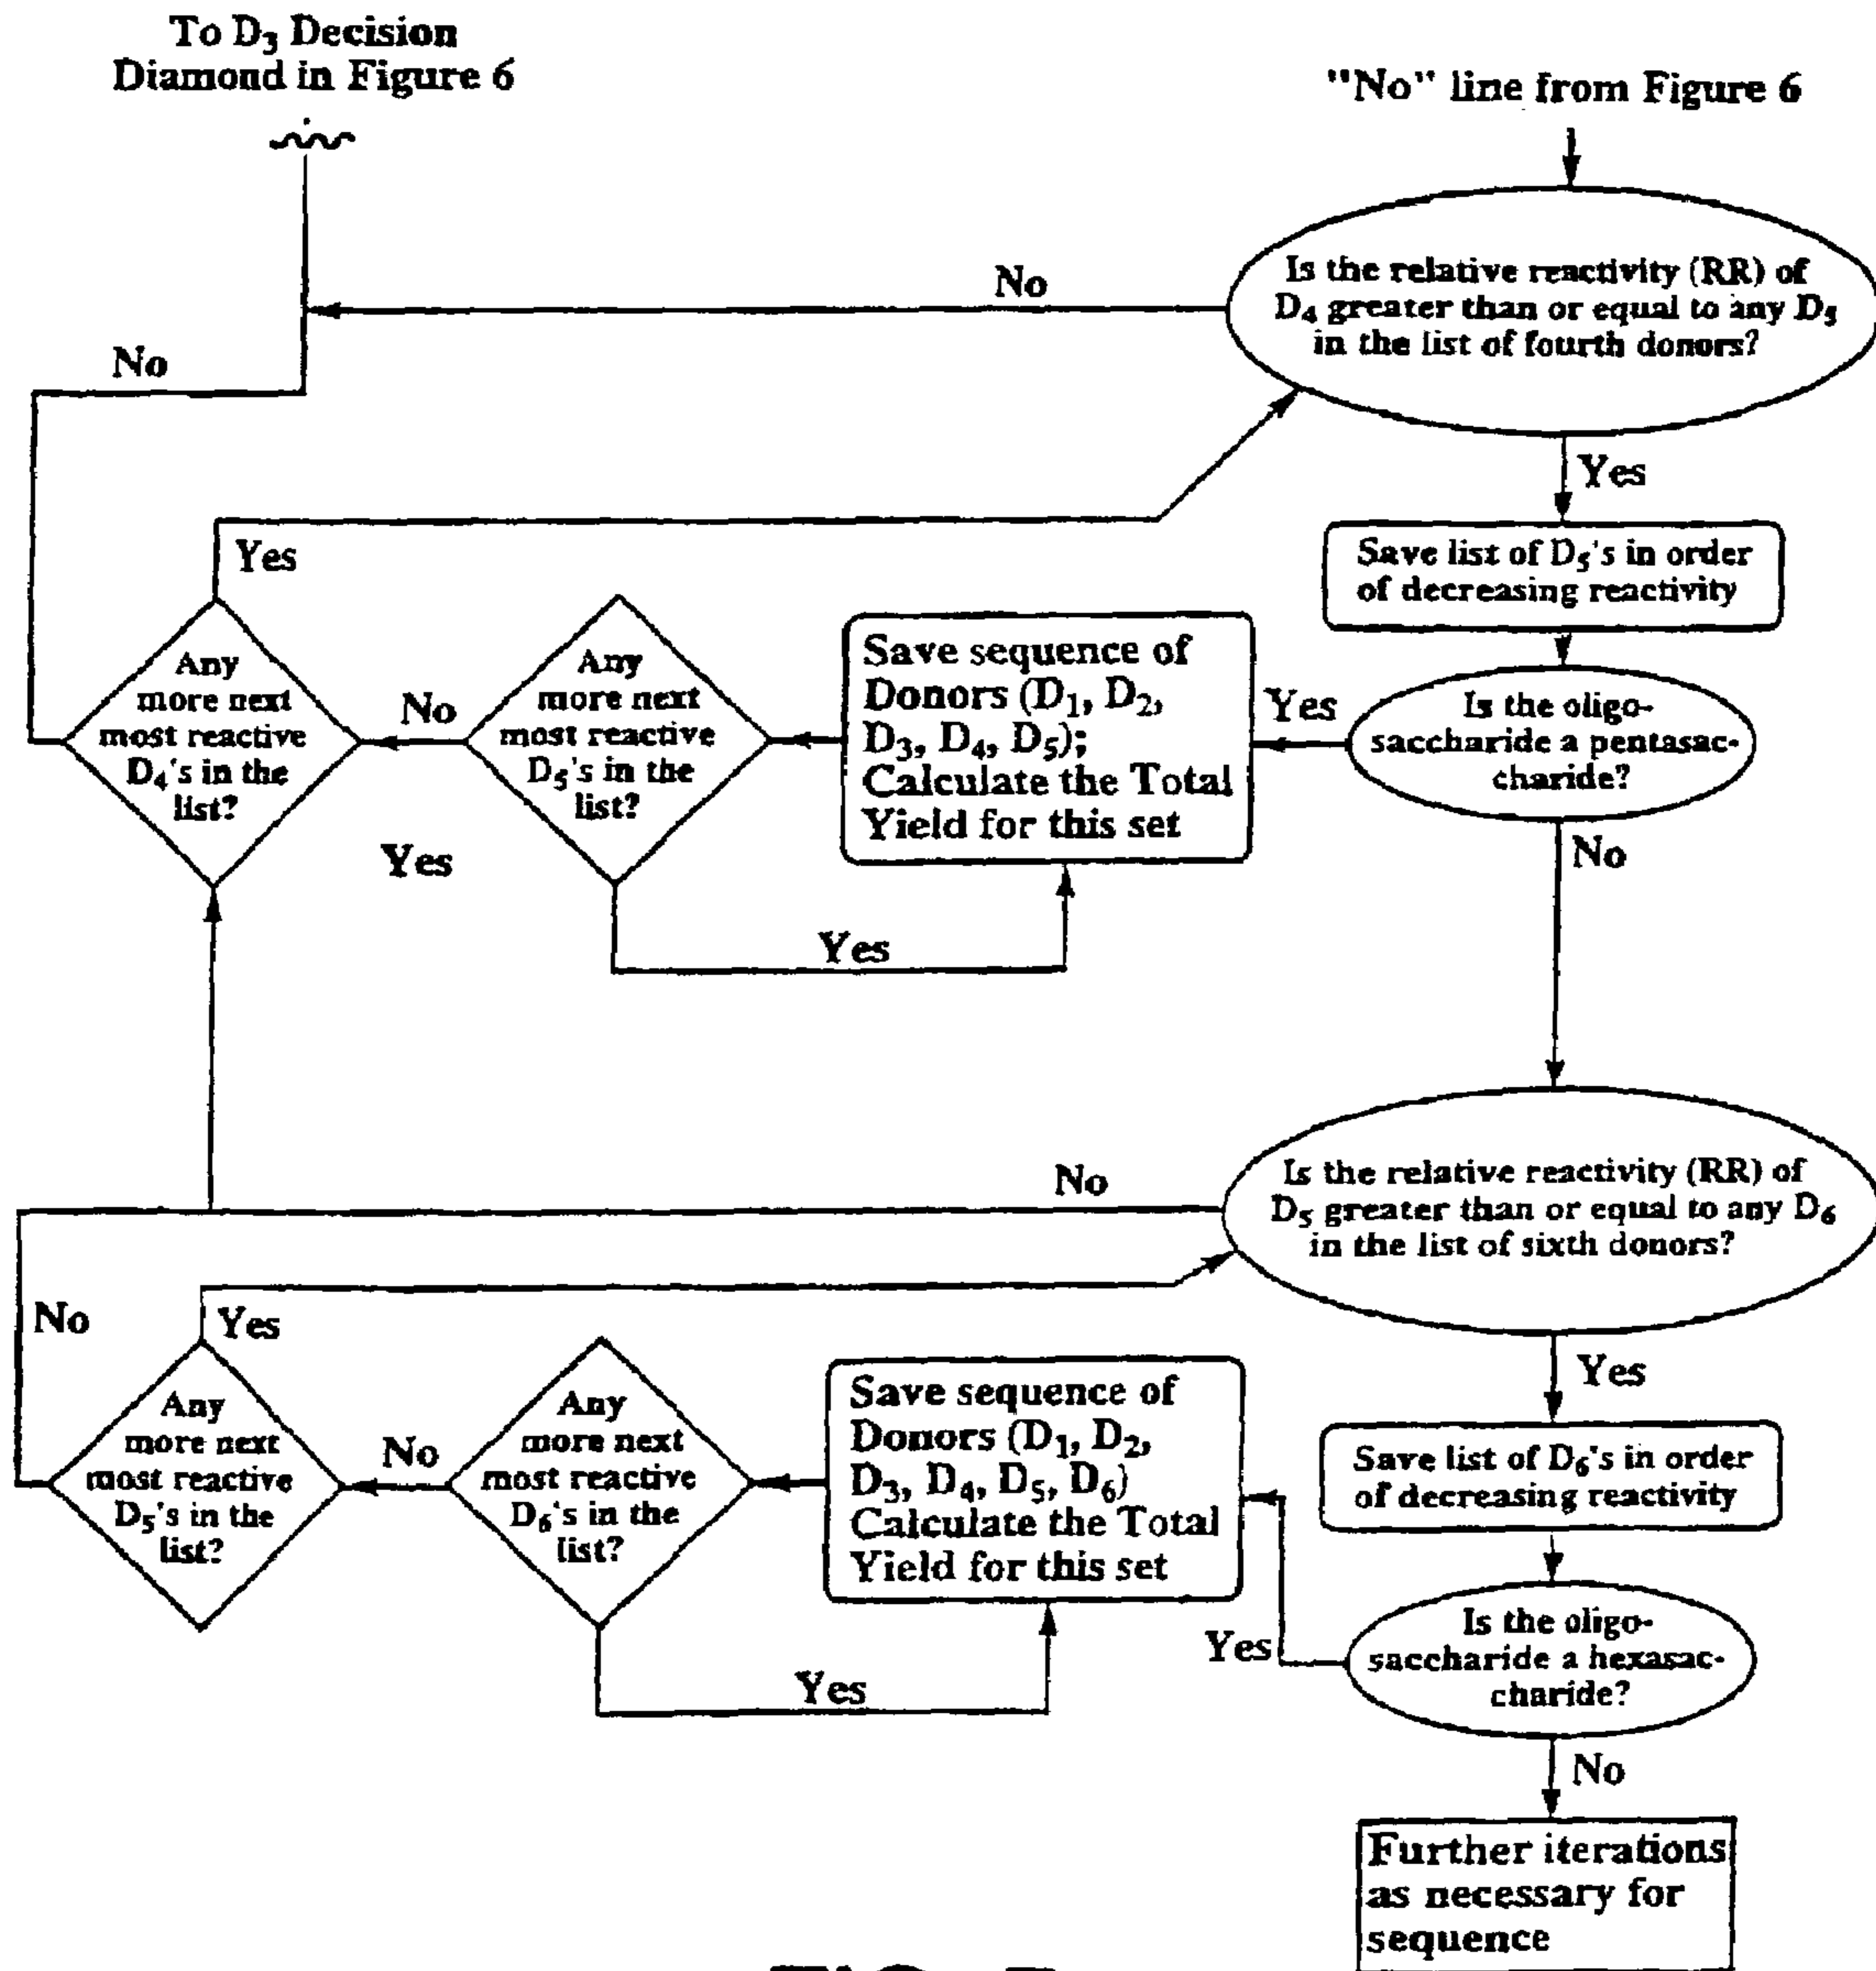 To D₃ Decision
Diamond in Figure 6
"No" line from Figure 6
Is the relative reactivity (RR) of
D₄ greater than or equal to any D₅
in the list of fourth donors?
No
No
Yes
Save list of D₅'s in order
of decreasing reactivity
Yes
Any
more next
most reactive
D₄'s in the
list?
No
Any
more next
most reactive
D₅'s in the
list?
Save sequence of
Donors (D₁, D₂,
D₃, D₄, D₅);
Calculate the Total
Yield for this set
Yes
Is the oligo-
saccharide a pentasac-
charide?
Yes
No
Yes
Is the relative reactivity (RR) of
D₅ greater than or equal to any D₆
in the list of sixth donors?
No
No
Yes
Yes
Save list of D₆'s in order
of decreasing reactivity
Any
more next
most reactive
D₅'s in the
list?
No
Any
more next
most reactive
D₆'s in the
list?
Save sequence of
Donors (D₁, D₂,
D₃, D₄, D₅, D₆)
Calculate the Total
Yield for this set
Yes
Is the oligo-
saccharide a hexasac-
charide?
Yes
No
Further iterations
as necessary for
sequence